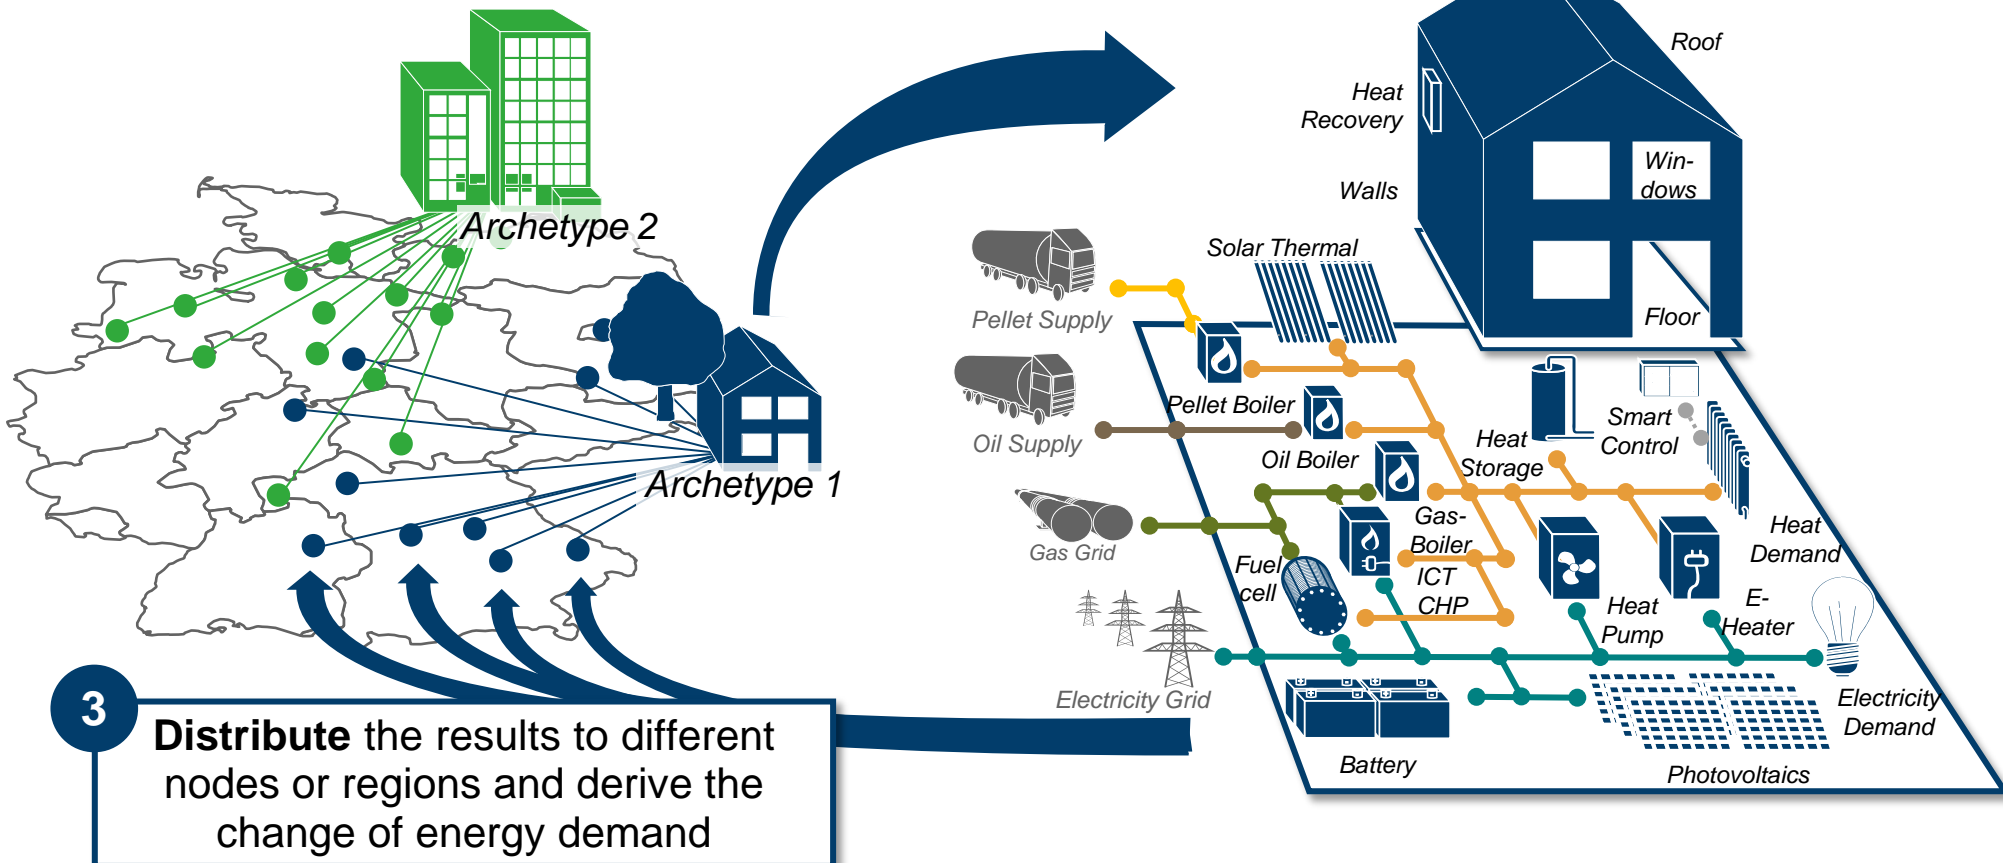 Archetype 2
Archetype 1
Roof
Heat
Recovery
Walls
Win-
dows
Floor
Solar Thermal
Pellet Supply
Pellet Boiler
Oil Supply
Oil Boiler
Heat
Storage
Smart
Control
Gas Grid
Gas-
Boiler
Heat
Demand
Fuel
cell
ICT
CHP
Heat
Pump
E-
Heater
Electricity Grid
Electricity
Demand
Battery
Photovoltaics
3
Distribute the results to different
nodes or regions and derive the
change of energy demand